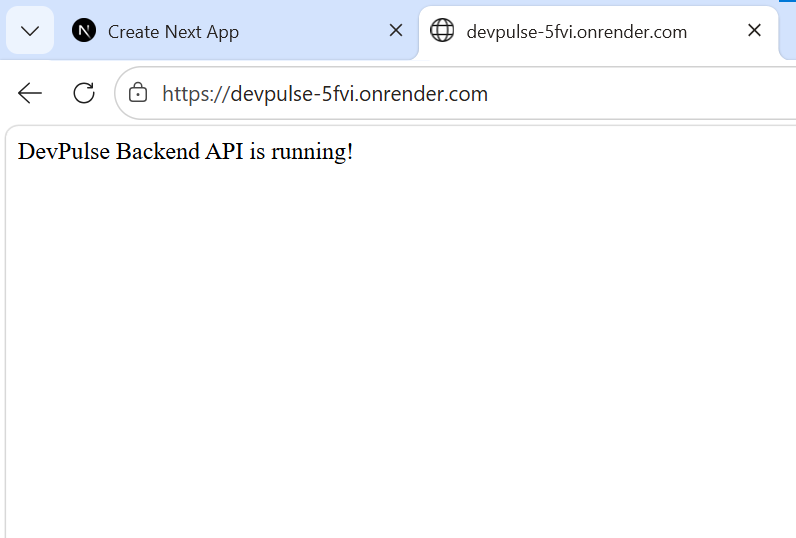 Create Next App
devpulse-5fvi.onrender.com
https://devpulse-5fvi.onrender.com
DevPulse Backend API is running!